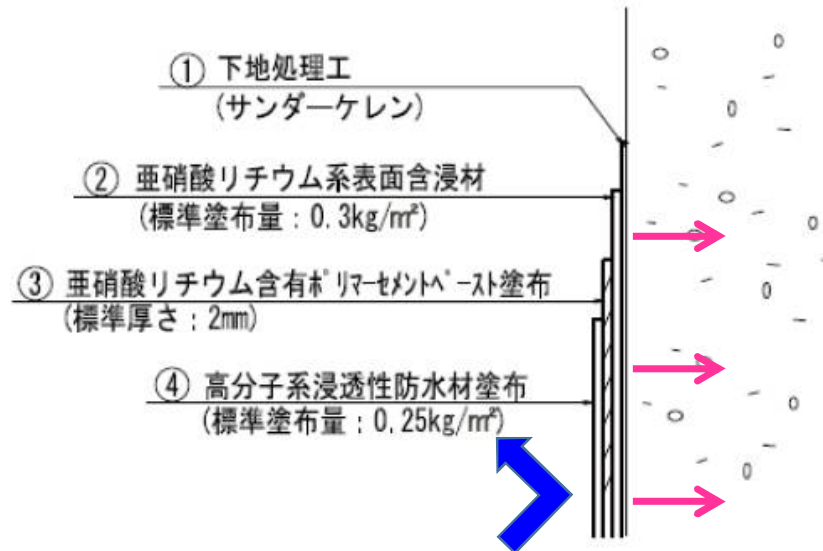 ① 下地処理工
(サンダーケレン)
② 亜硝酸リチウム系表面含浸材
(標準塗布量:0.3kg/㎡)
③ 亜硝酸リチウム含有ポリマーセメントペースト塗布
(標準厚さ:2mm)
④ 高分子系浸透性防水材塗布
(標準塗布量:0.25kg/㎡)